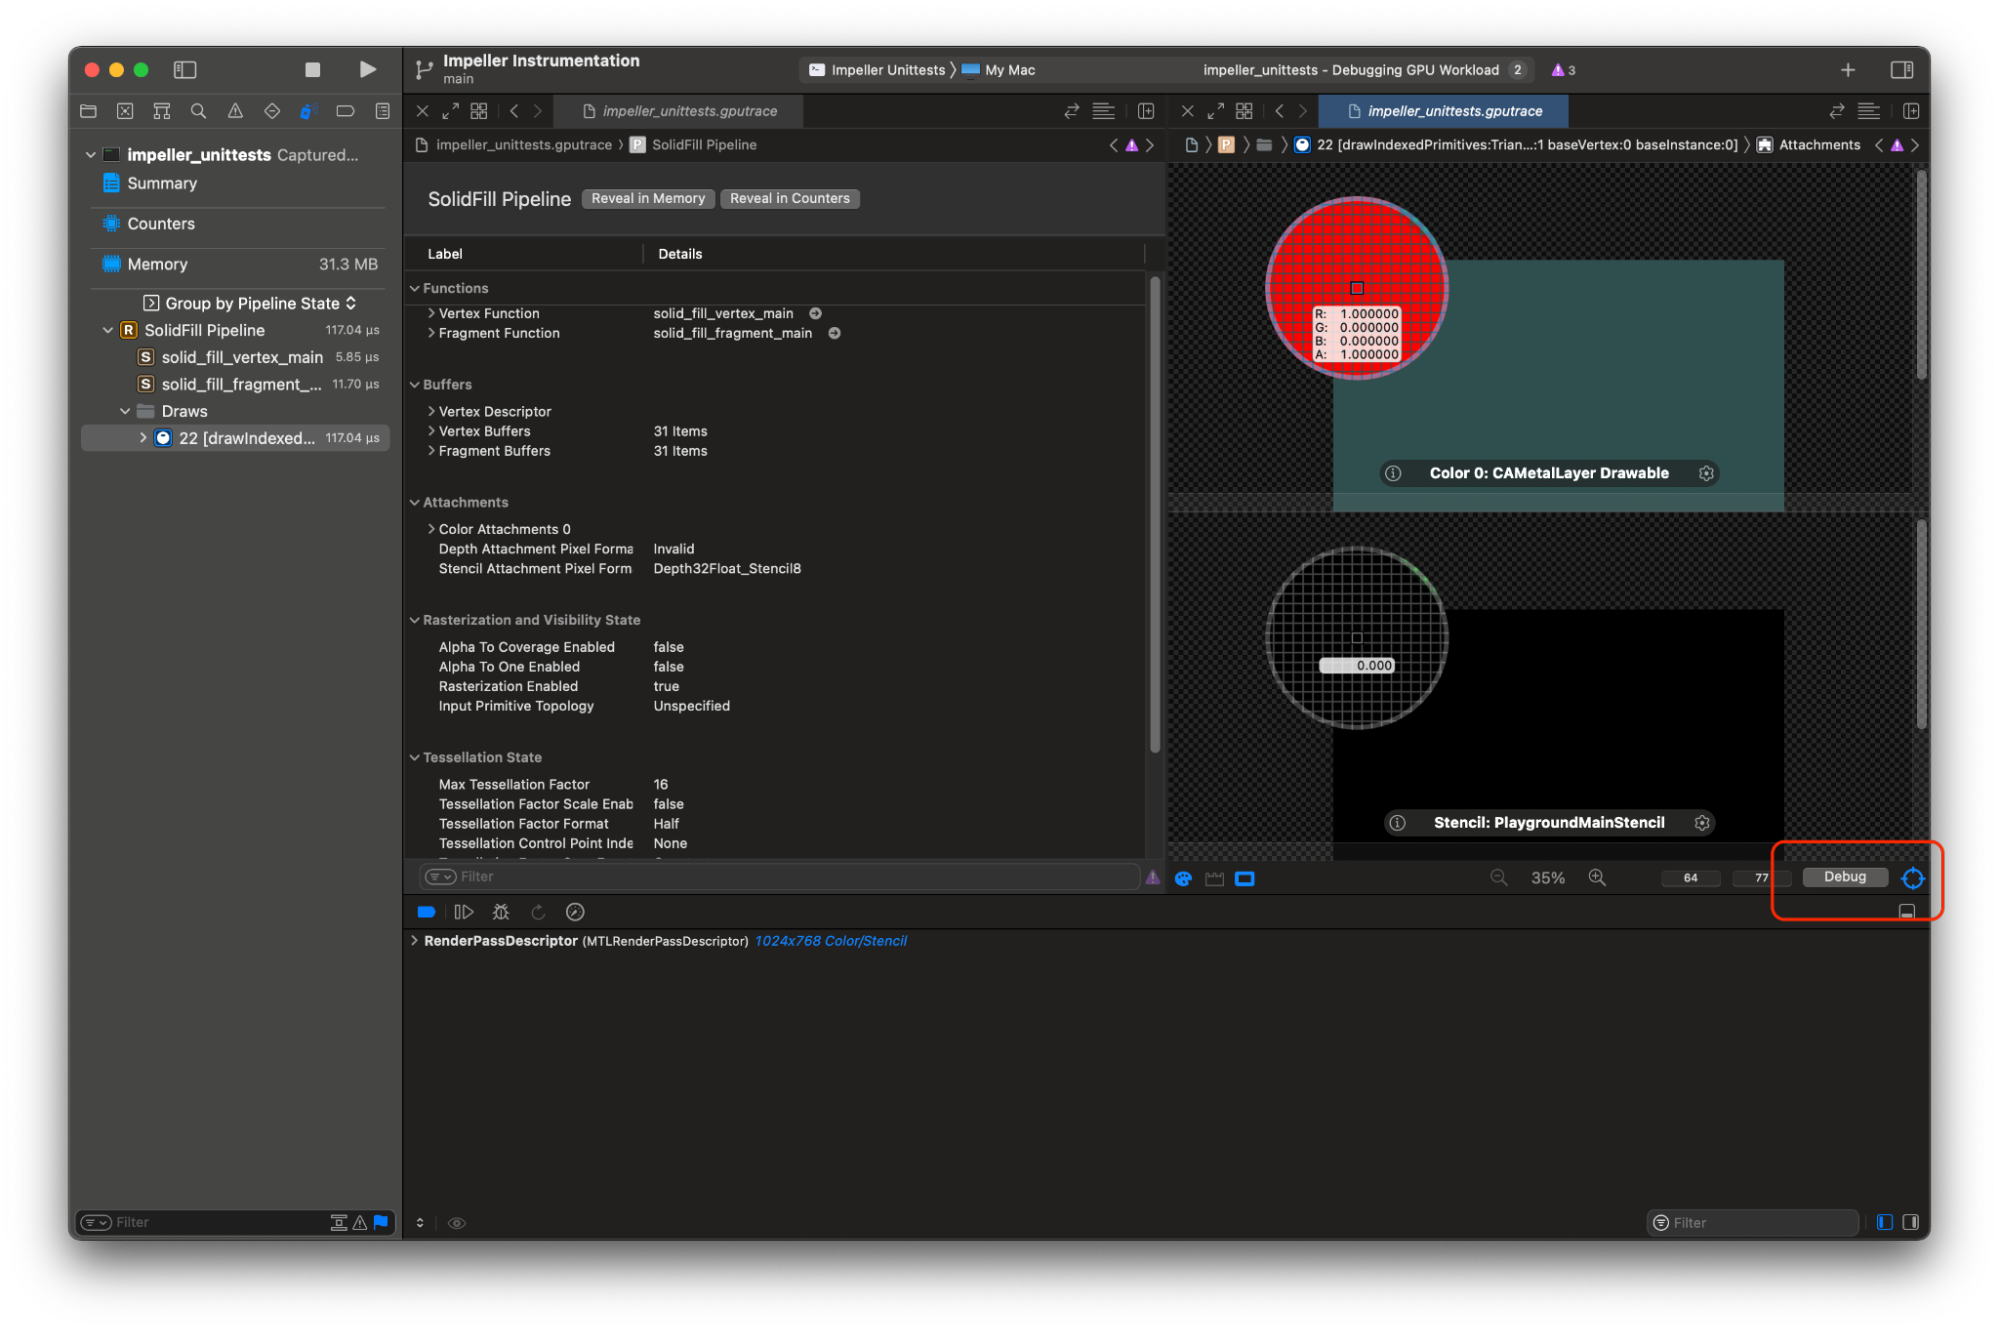 Impeller Instrumentation
main
Impeller Unittests
My Mac
impeller_unittests - Debugging GPU Workload 2
3
impeller_unittests Captured...
Summary
Counters
Memory 31.3 MB
Group by Pipeline State
R SolidFill Pipeline 117.04 µs
S solid_fill_vertex_main 5.85 µs
S solid_fill_fragment_... 11.70 µs
Draws
22 [drawIndexed... 117.04 µs
Filter
impeller_unittests.gputrace
impeller_unittests.gputrace P SolidFill Pipeline
SolidFill Pipeline Reveal in Memory Reveal in Counters
Label Details
Functions
Vertex Function solid_fill_vertex_main
Fragment Function solid_fill_fragment_main
Buffers
Vertex Descriptor
Vertex Buffers 31 Items
Fragment Buffers 31 Items
Attachments
Color Attachments 0
Depth Attachment Pixel Forma Invalid
Stencil Attachment Pixel Form Depth32Float_Stencil8
Rasterization and Visibility State
Alpha To Coverage Enabled false
Alpha To One Enabled false
Rasterization Enabled true
Input Primitive Topology Unspecified
Tessellation State
Max Tessellation Factor 16
Tessellation Factor Scale Enab false
Tessellation Factor Format Half
Tessellation Control Point Inde None
Filter
impeller_unittests.gputrace
P 22 [drawIndexedPrimitives:Trian...:1 baseVertex:0 baseInstance:0] Attachments
R: 1.000000
G: 0.000000
B: 0.000000
A: 1.000000
Color 0: CAMetalLayer Drawable
0.000
Stencil: PlaygroundMainStencil
35% 64 77 Debug
RenderPassDescriptor (MTLRenderPassDescriptor) 1024x768 Color/Stencil
Filter